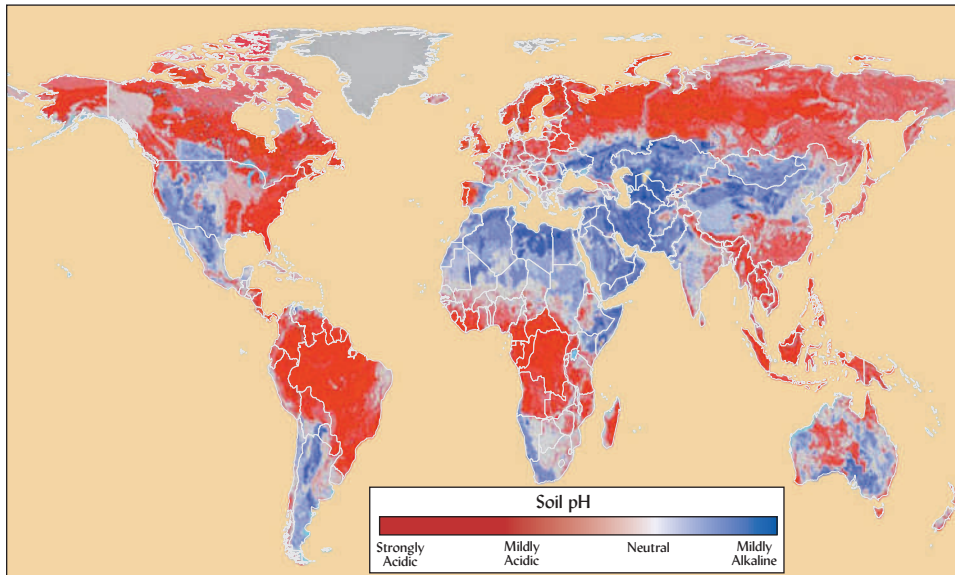 Soil pH
Strongly Acidic
Mildly Acidic
Neutral
Mildly Alkaline